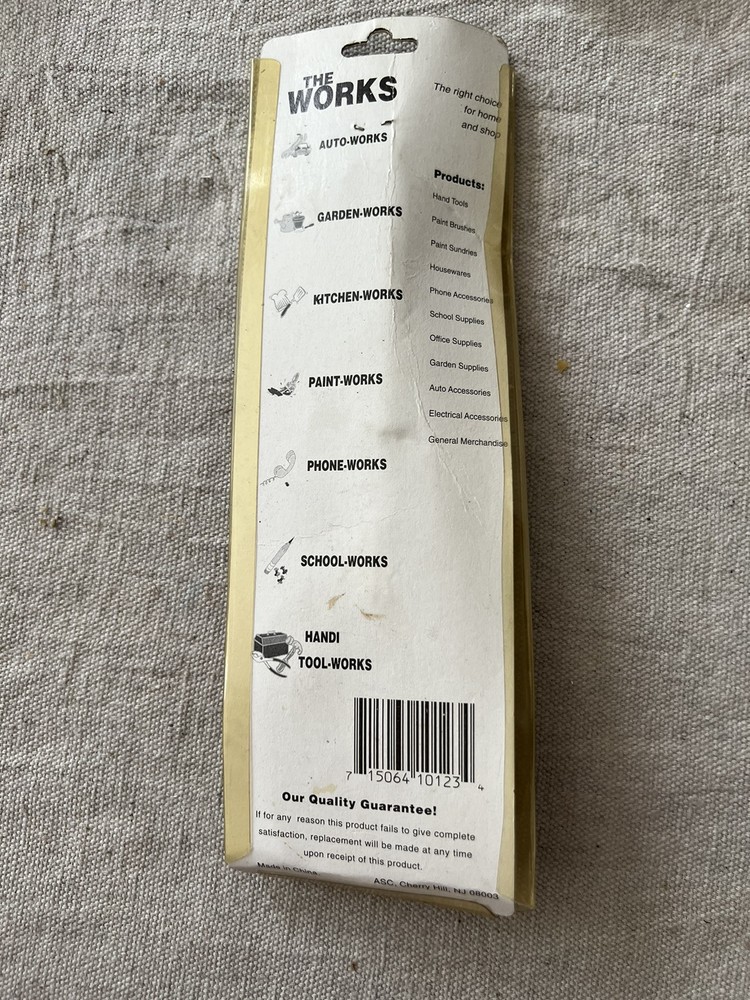 THE
WORKS
The right choice
for home
and shop
AUTO-WORKS
GARDEN-WORKS
KITCHEN-WORKS
PAINT-WORKS
PHONE-WORKS
SCHOOL-WORKS
HANDI
TOOL-WORKS
Products:
Hand Tools
Paint Brushes
Paint Sundries
Housewares
Phone Accessories
School Supplies
Office Supplies
Garden Supplies
Auto Accessories
Electrical Accessories
General Merchandise
7 15064 10123 4
Our Quality Guarantee!
If for any reason this product fails to give complete
satisfaction, replacement will be made at any time
upon receipt of this product.
Made in China
ASC, Cherry Hill, NJ 08003